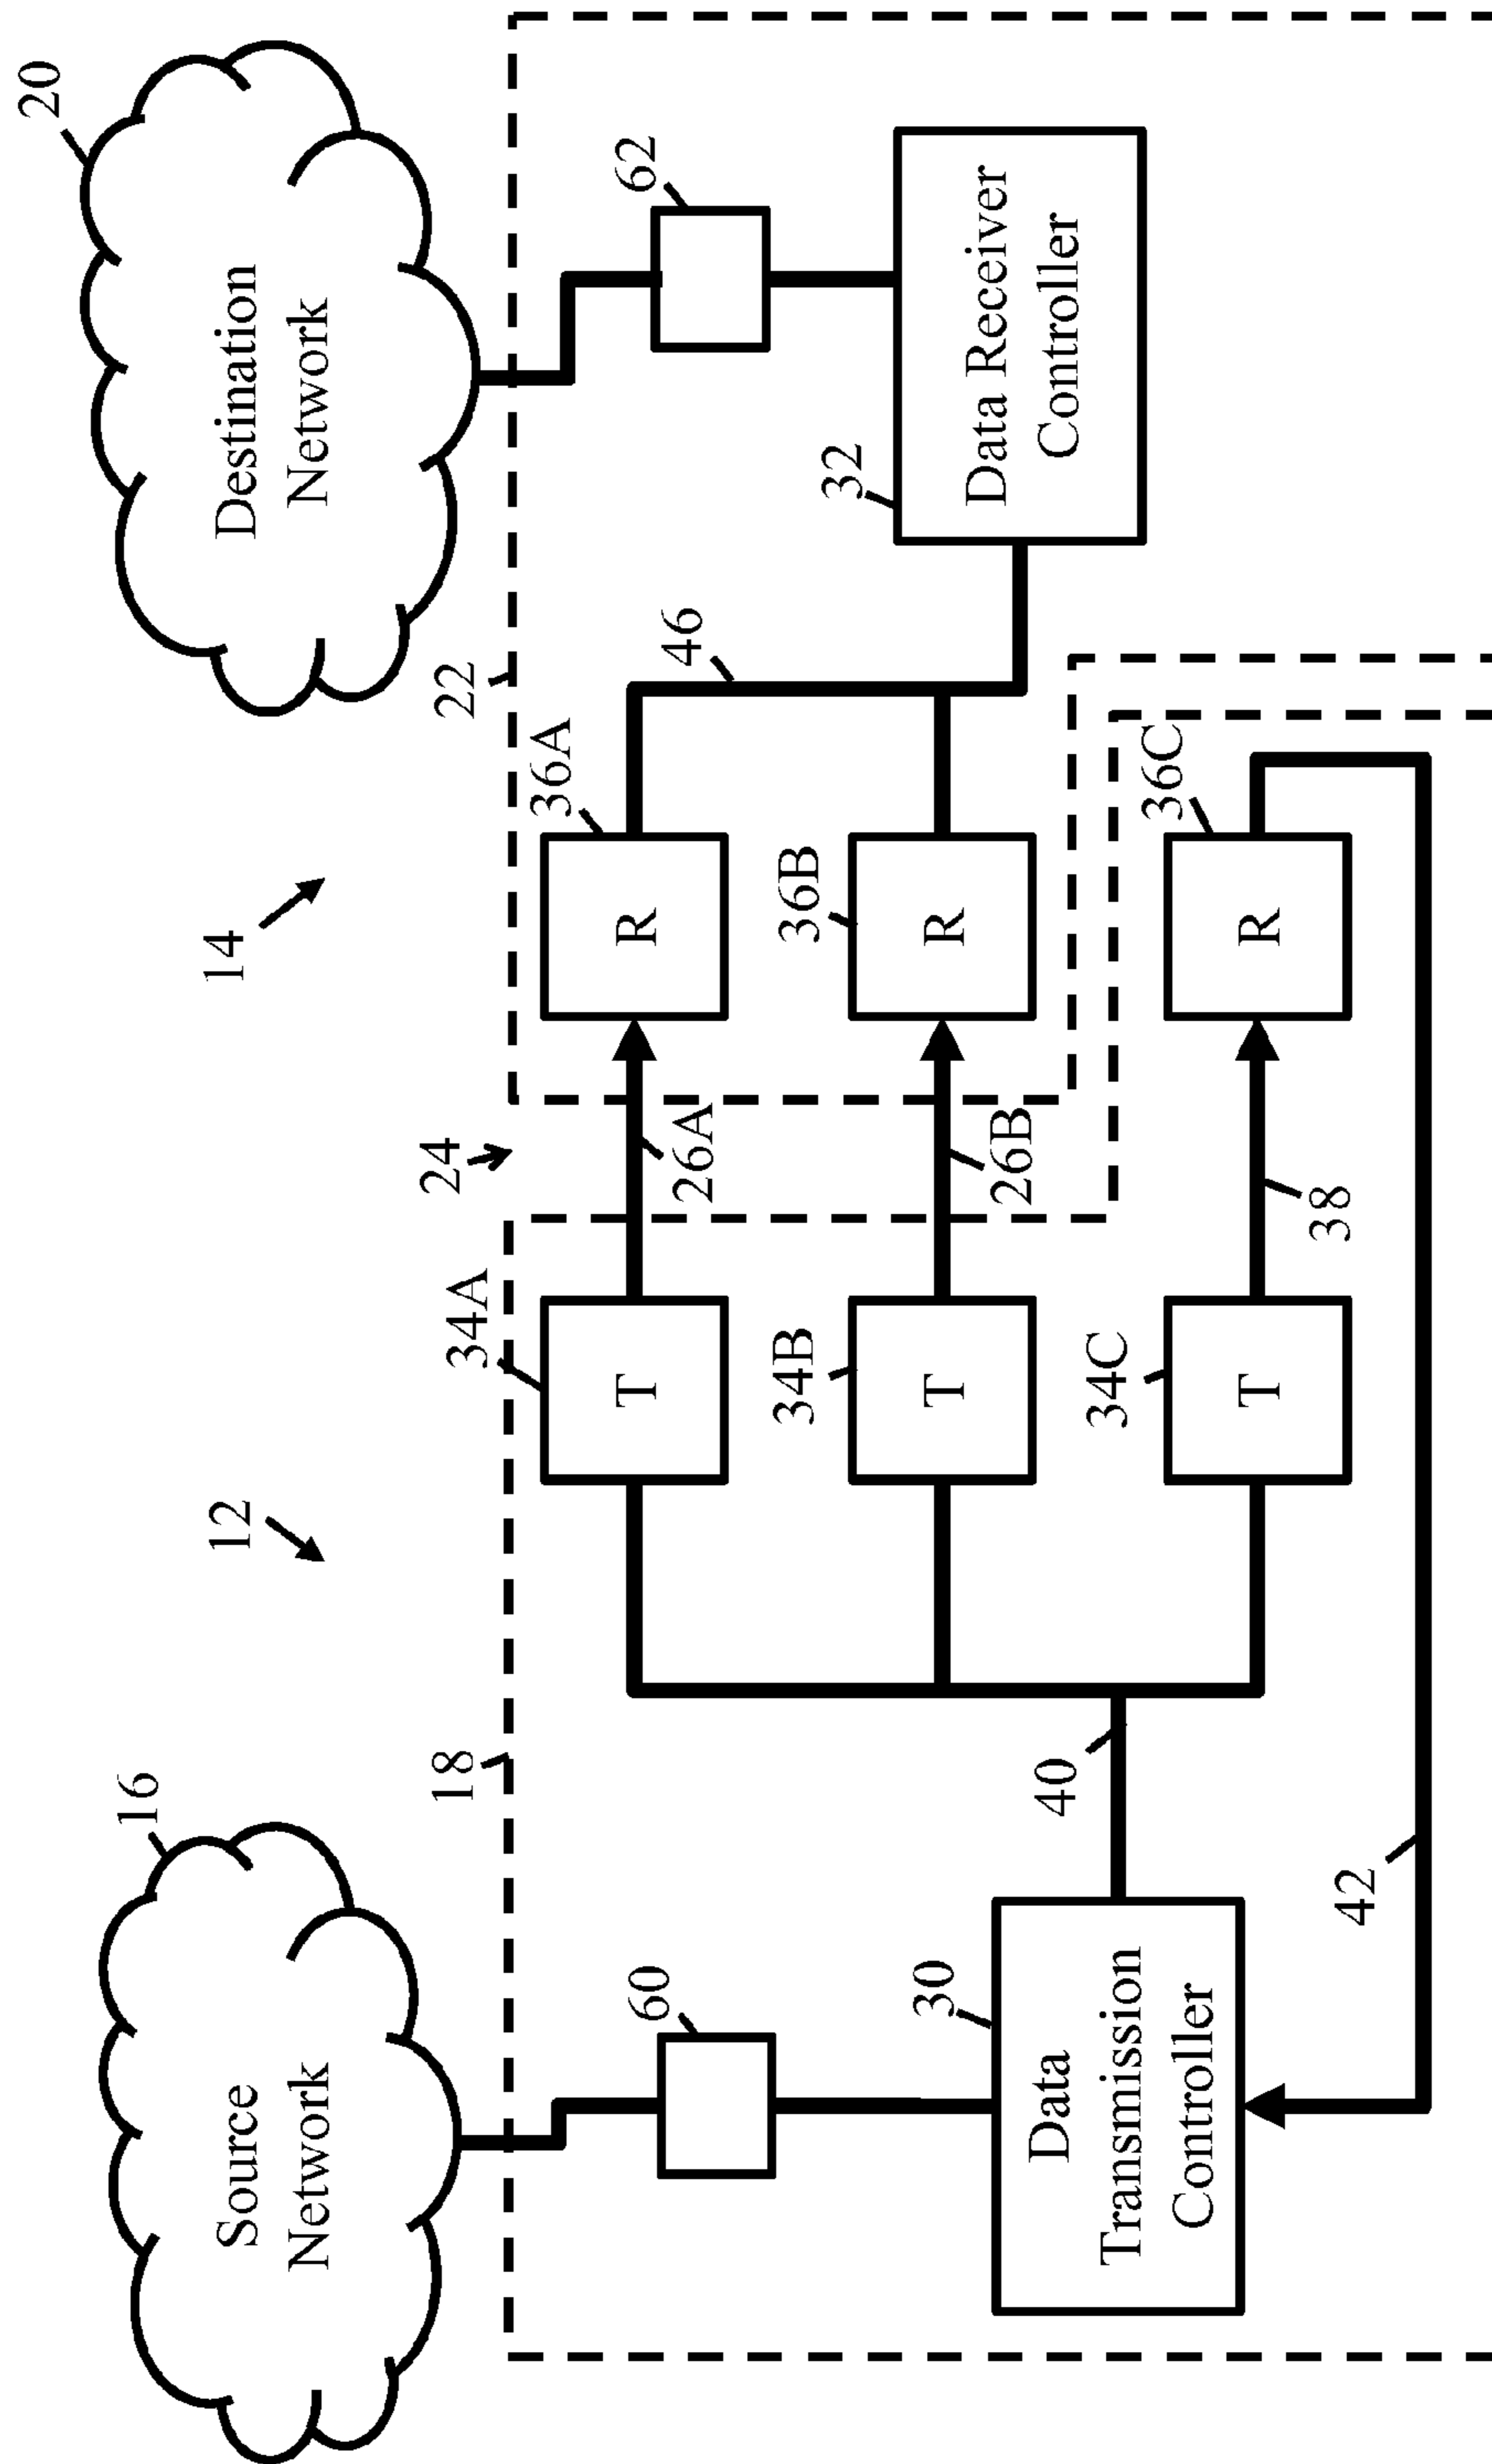 12
14
16
Source
Network
20
Destination
Network
18
24
22
34A
36A
60
T
R
26A
46
62
34B
36B
T
R
26B
30
Data
Transmission
Controller
40
32
Data Receiver
Controller
34C
36C
T
R
38
42